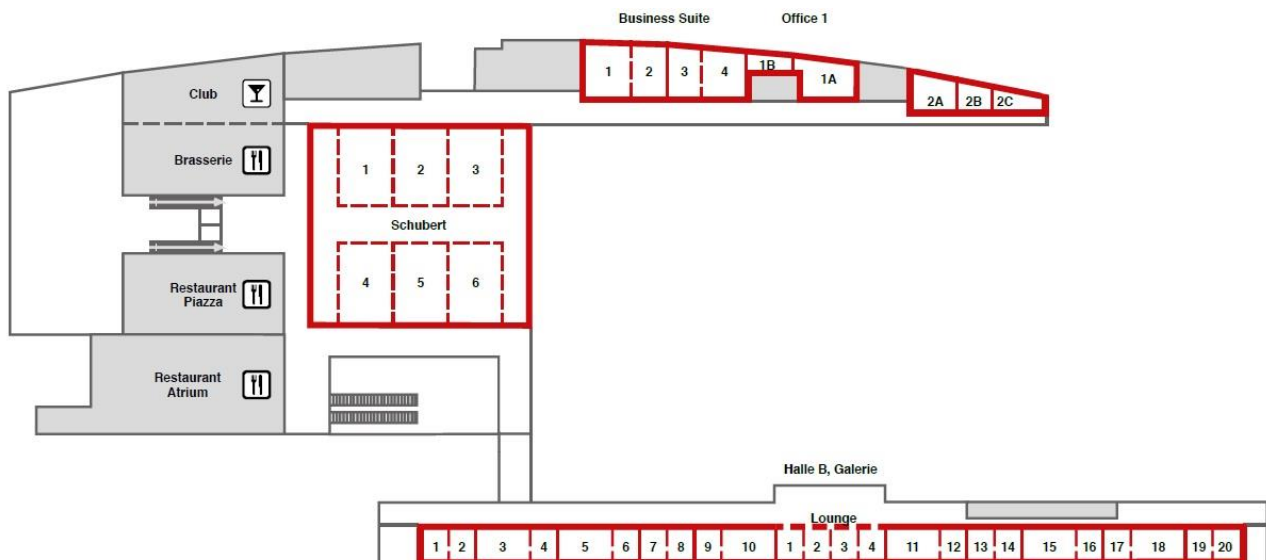 Business Suite Office 1
1 2 3 4 1B 1A
2A 2B 2C
Club
Brasserie
1 2 3
Schubert
4 5 6
Restaurant
Piazza
Restaurant
Atrium
Halle B, Galerie
Lounge
1 2 3 4 5 6 7 8 9 10 1 2 3 4 11 12 13 14 15 16 17 18 19 20